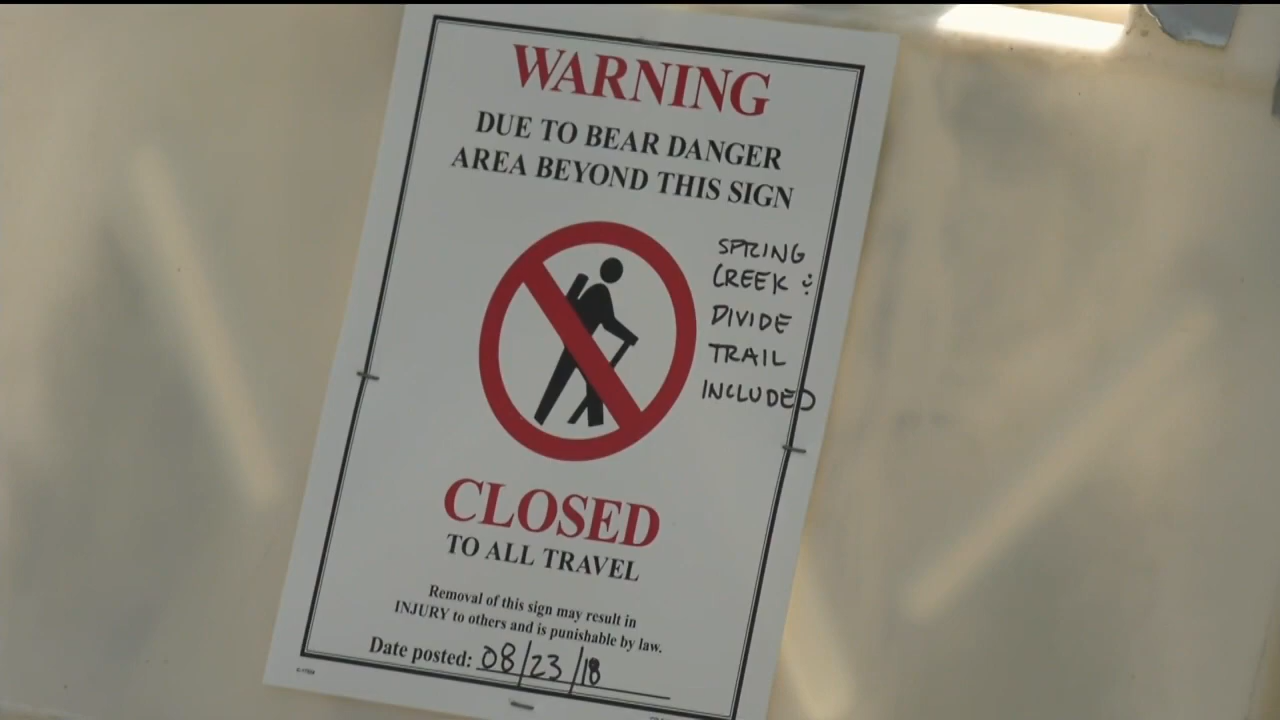 WARNING
DUE TO BEAR DANGER
AREA BEYOND THIS SIGN
SPRING
CREEK &
DIVIDE
TRAIL
INCLUDED
CLOSED
TO ALL TRAVEL
Removal of this sign may result in
INJURY to others and is punishable by law.
Date posted: 08/23/18